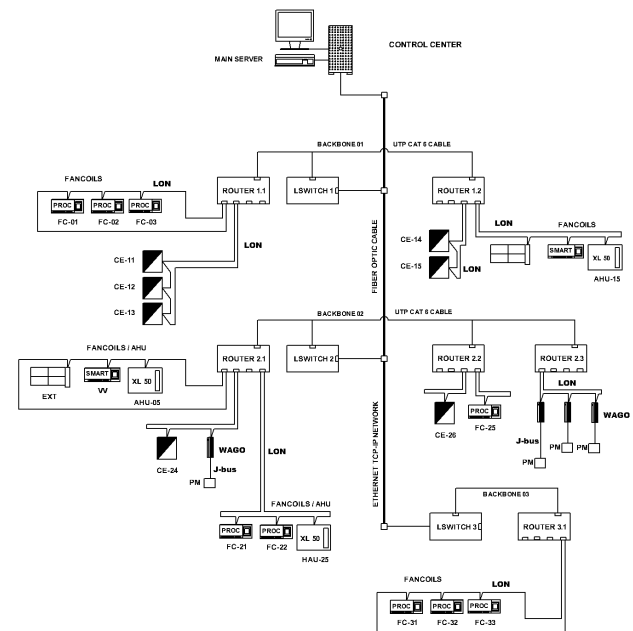 CONTROL CENTER
MAIN SERVER
BACKBONE 01
UTP CAT 6 CABLE
FANCOILS
LON
PROC
PROC
PROC
FC-01
FC-02
FC-03
ROUTER 1.1
LSWITCH 1
ROUTER 1.2
LON
CE-11
CE-12
CE-13
FIBER OPTIC CABLE
CE-14
CE-15
LON
LON
FANCOILS
SMART
XL 50
AHU-15
BACKBONE 02
UTP CAT 6 CABLE
FANCOILS / AHU
SMART
XL 50
EXT
VV
AHU-05
ROUTER 2.1
LSWITCH 2
ROUTER 2.2
ROUTER 2.3
LON
CE-24
WAGO
J-bus
PM
LON
FANCOILS / AHU
PROC
PROC
XL 50
FC-21
FC-22
HAU-25
ETHERNET TCP-IP NETWORK
CE-26
PROC
FC-25
WAGO
J-bus
PM
PM
PM
BACKBONE 03
LSWITCH 3
ROUTER 3.1
FANCOILS
LON
PROC
PROC
PROC
FC-31
FC-32
FC-33